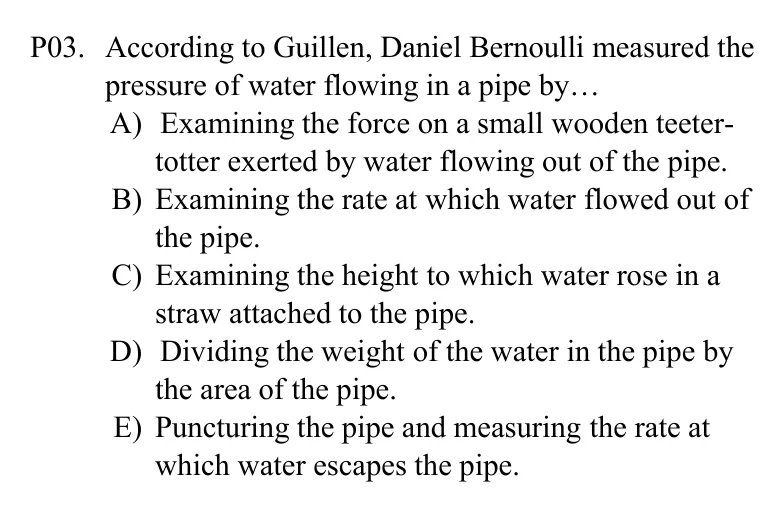 P03. According to Guillen, Daniel Bernoulli measured the
pressure of water flowing in a pipe by…
A) Examining the force on a small wooden teeter-
totter exerted by water flowing out of the pipe.
B) Examining the rate at which water flowed out of
the pipe.
C) Examining the height to which water rose in a
straw attached to the pipe.
D) Dividing the weight of the water in the pipe by
the area of the pipe.
E) Puncturing the pipe and measuring the rate at
which water escapes the pipe.